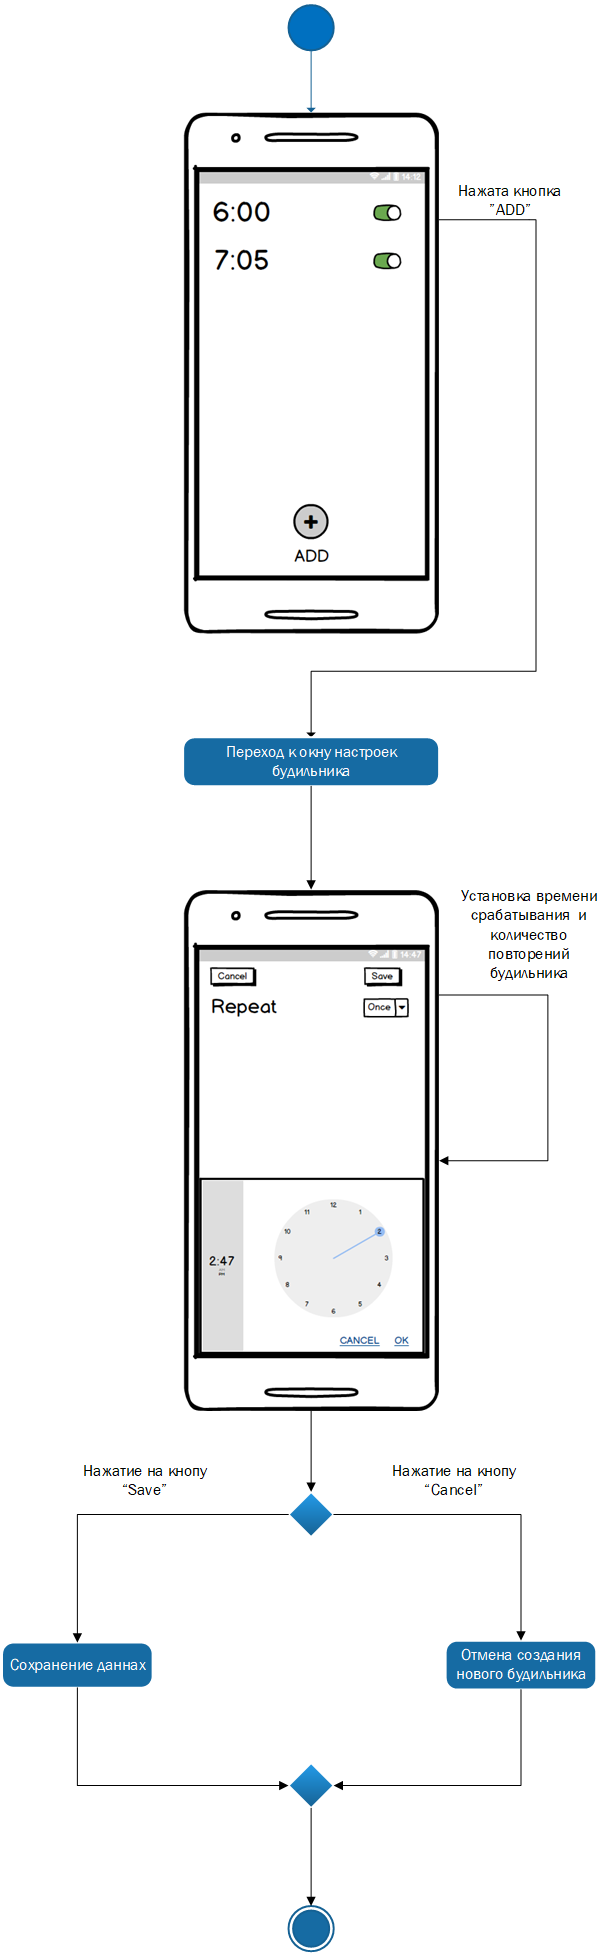 14:12
6:00
7:05
Нажата кнопка
"ADD"
ADD
Переход к окну настроек
будильника
Установка времени
срабатывания и
количество
повторений
будильника
14:47
Cancel Save
Repeat Once
12
11 1
10 2
2:47 9 3
8 4
7 5
6
CANCEL OK
Нажатие на кнопу
“Save”
Нажатие на кнопу
“Cancel”
Сохранение даннах
Отмена создания
нового будильника